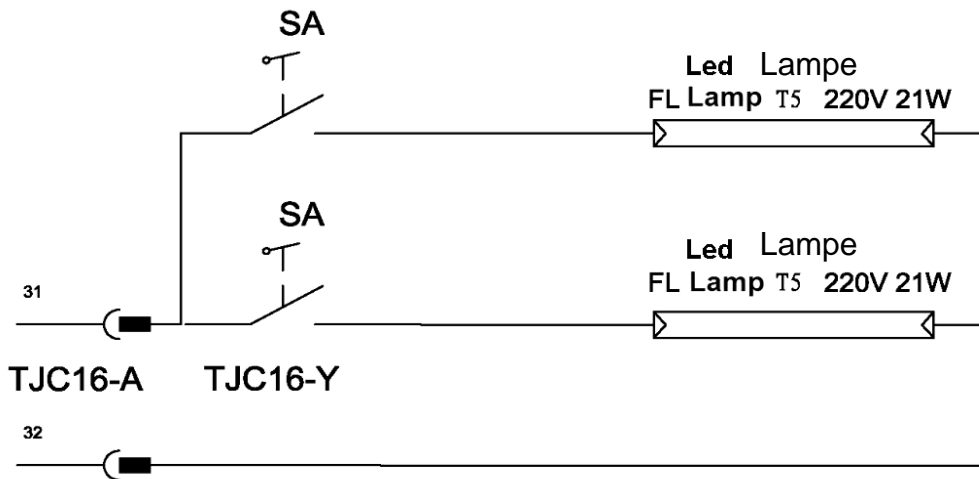 SA
Led Lampe
FL Lamp T5 220V 21W
SA
Led Lampe
FL Lamp T5 220V 21W
31
TJC16-A TJC16-Y
32